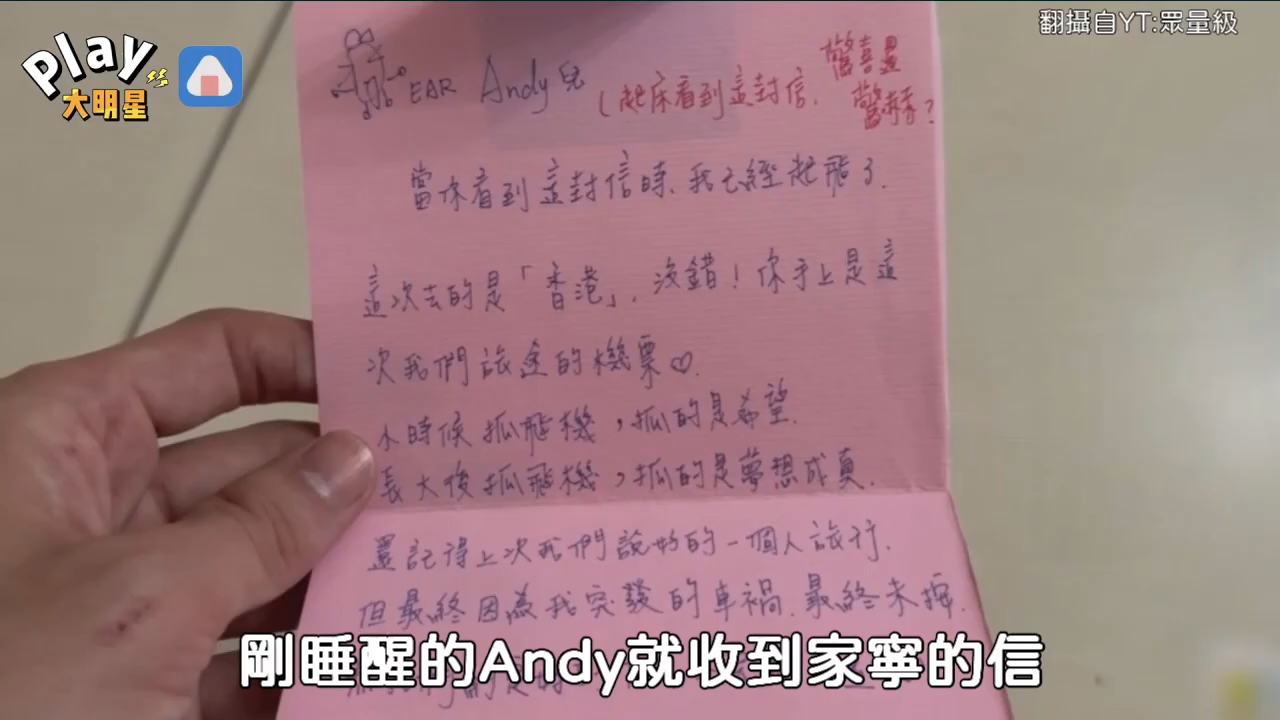 翻攝自YT:眾量級
Play
大明星
EAR Andy 兒
(起床看到這封信,驚喜還
驚嚇?
當你看到這封信時,我已經起飛了.
這次去的是「香港」,沒錯!你手上是這
次我們旅途的機票♡.
小時候抓飛機,抓的是希望.
長大後抓飛機,抓的是夢想成真.
還記得上次我們說好的一個人旅行.
但最終因為我突發的車禍.最終未
剛睡醒的Andy就收到家寧的信